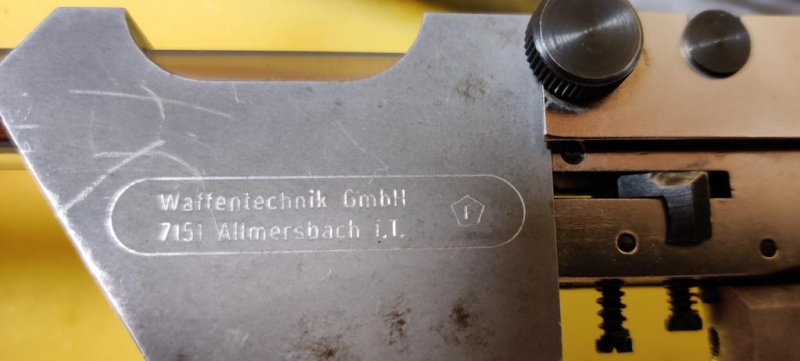 Waffentechnik GmbH
7151 Allmersbach i.T.
F